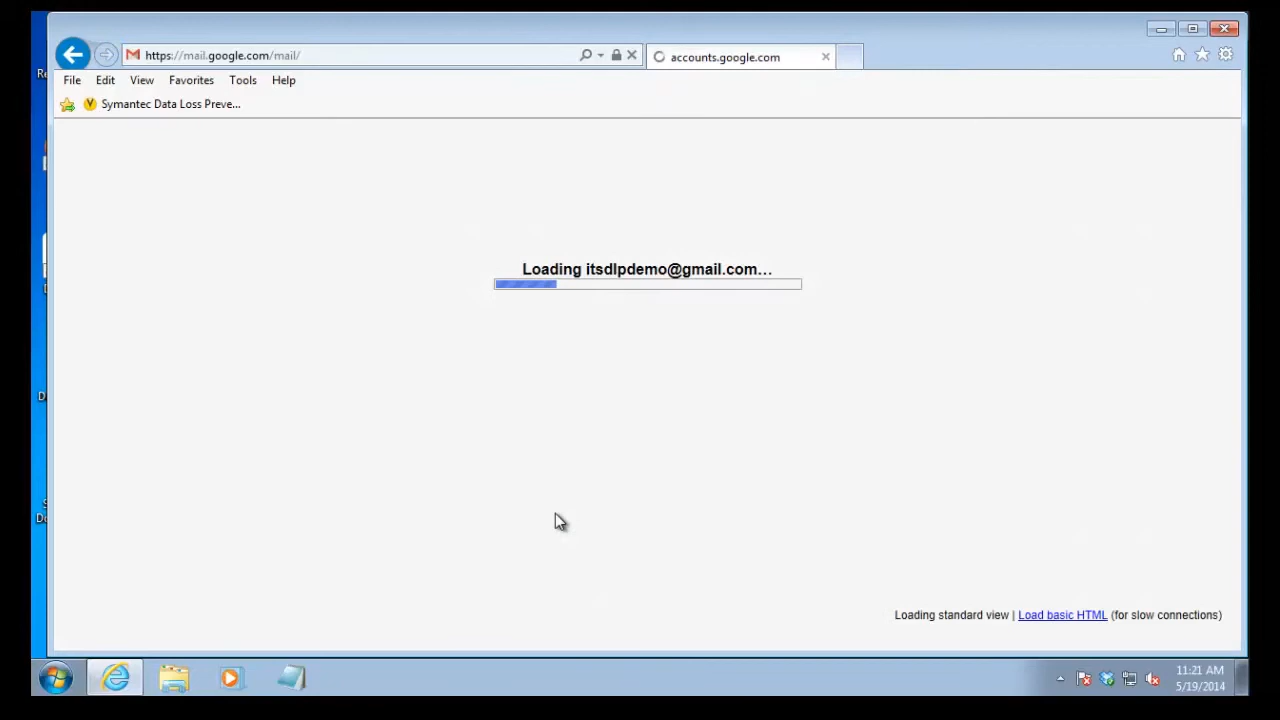 https://mail.google.com/mail/
accounts.google.com
File Edit View Favorites Tools Help
Symantec Data Loss Preve...
Loading itsdlpdemo@gmail.com…
Loading standard view | Load basic HTML (for slow connections)
11:21 AM
5/19/2014